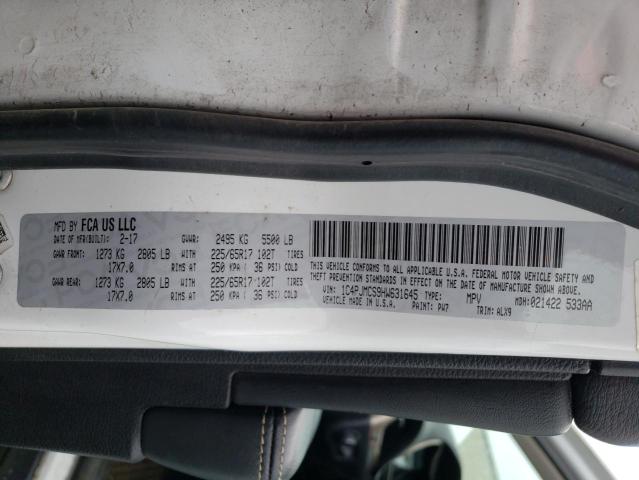 MFD BY FCA US LLC
DATE OF MFR(BUILT): 2-17 GVWR: 2495 KG 5500 LB
GAWR FRONT: 1273 KG 2805 LB WITH 225/65R17 102T
17X7.0 RIMS AT 250 KPA ( 36 PSI) COLD
GAWR REAR: 1273 KG 2805 LB WITH 225/65R17 102T
17X7.0 RIMS AT 250 KPA ( 36 PSI) COLD
THIS VEHICLE CONFORMS TO ALL APPLICABLE U.S.A. FEDERAL MOTOR VEHICLE SAFETY AND
THEFT PREVENTION STANDARDS IN EFFECT ON THE DATE OF MANUFACTURE SHOWN ABOVE.
VIN: 1C4PJMCS9HW631645 TYPE: MPV MDH: 021422 533AA
VEHICLE MADE IN U.S.A. PAINT: PW7 TRIM: ALX9